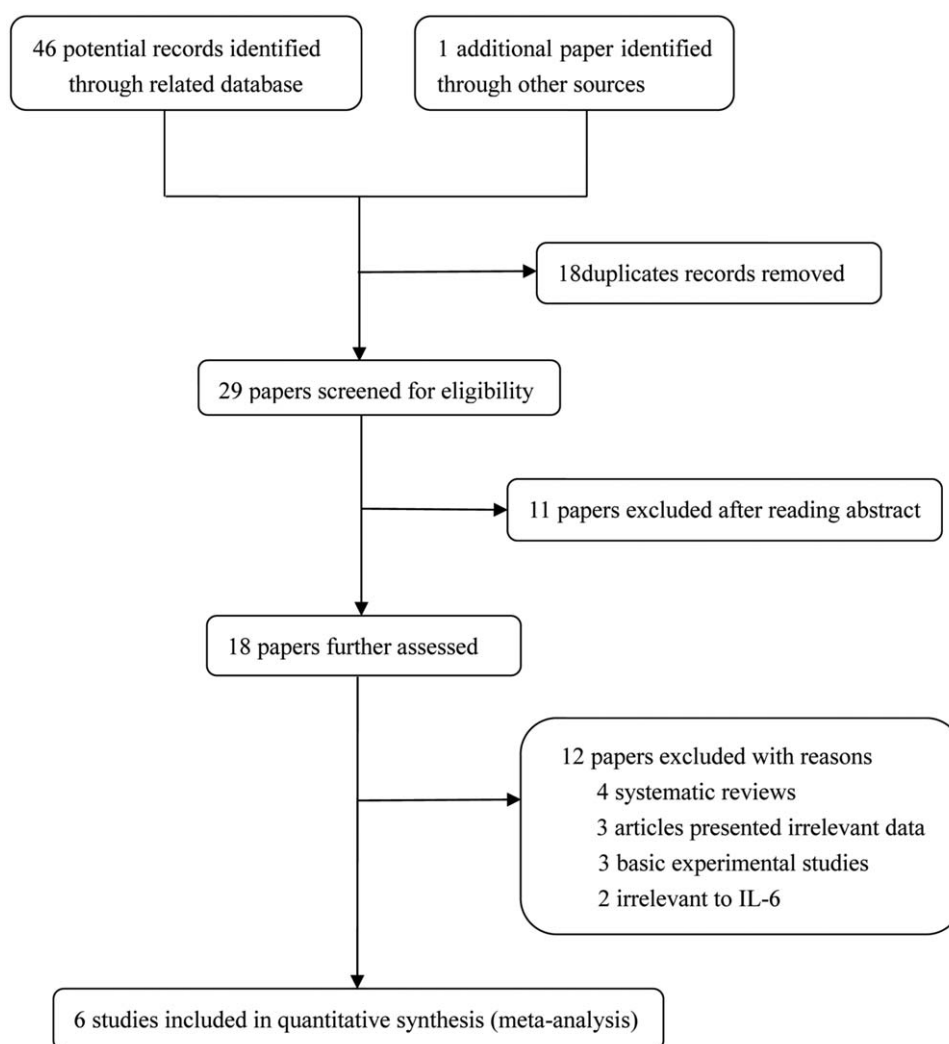 46 potential records identified
through related database
1 additional paper identified
through other sources
18duplicates records removed
29 papers screened for eligibility
11 papers excluded after reading abstract
18 papers further assessed
12 papers excluded with reasons
4 systematic reviews
3 articles presented irrelevant data
3 basic experimental studies
2 irrelevant to IL-6
6 studies included in quantitative synthesis (meta-analysis)